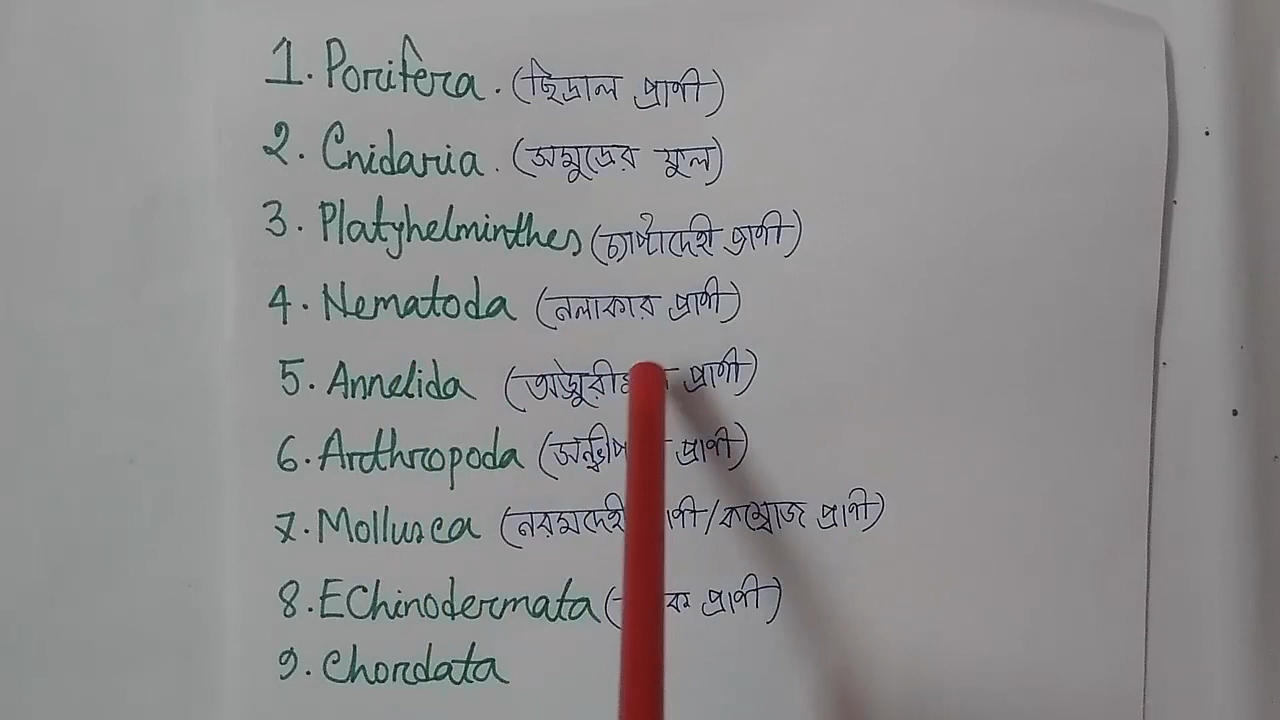 1. Porifera. (ছিদ্রাল প্রাণী)
2. Cnidaria. (সমুদ্রের ফুল)
3. Platyhelminthes (চ্যাপ্টাদেহী প্রাণী)
4. Nematoda (নলাকার প্রাণী)
5. Annelida ( প্রাণী)
6. Arthropoda ( প্রাণী)
7. Mollusca (নরমদেহী /কম্বোজ প্রাণী)
8. EChinodermata ( প্রাণী)
9. Chordata